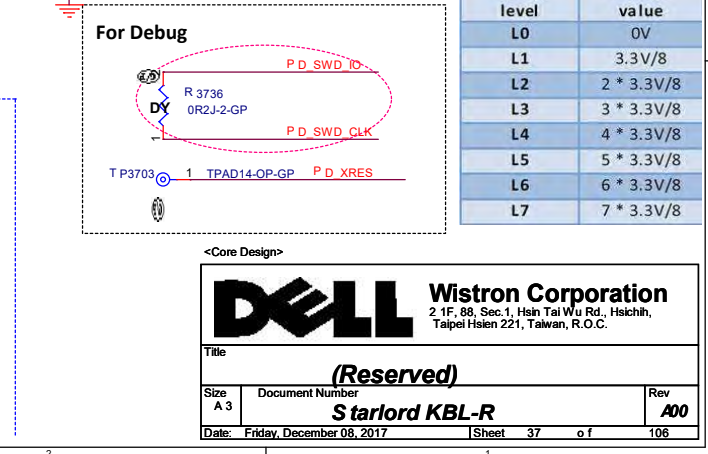 level value
L0 0V
L1 3.3V/8
L2 2 * 3.3V/8
L3 3 * 3.3V/8
L4 4 * 3.3V/8
L5 5 * 3.3V/8
L6 6 * 3.3V/8
L7 7 * 3.3V/8
For Debug
PD_SWD_IO
R3736
DY 0R2J-2-GP
1
PD_SWD_CLK
TP3703 1 TPAD14-OP-GP PD_XRES
<Core Design>
DELL
Wistron Corporation
21F, 88, Sec.1, Hsin Tai Wu Rd., Hsichih,
Taipei Hsien 221, Taiwan, R.O.C.
Title
(Reserved)
Size Document Number Rev
A3 Starlord KBL-R A00
Date: Friday, December 08, 2017 Sheet 37 of 106
2 1